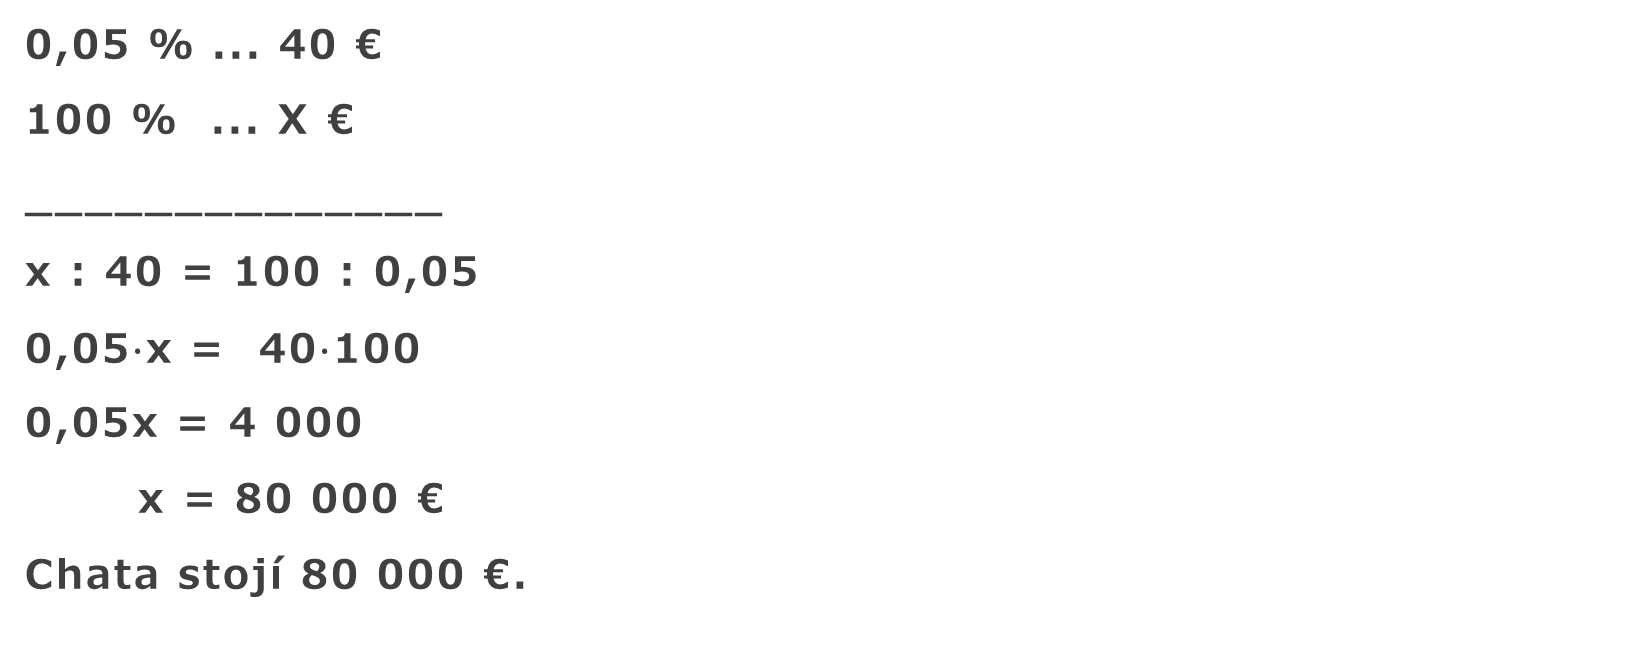 0,05 % ... 40 €
100 %  ... X €
______________
x : 40 = 100 : 0,05
0,05·x =  40·100
0,05x = 4 000
x = 80 000 €
Chata stojí 80 000 €.